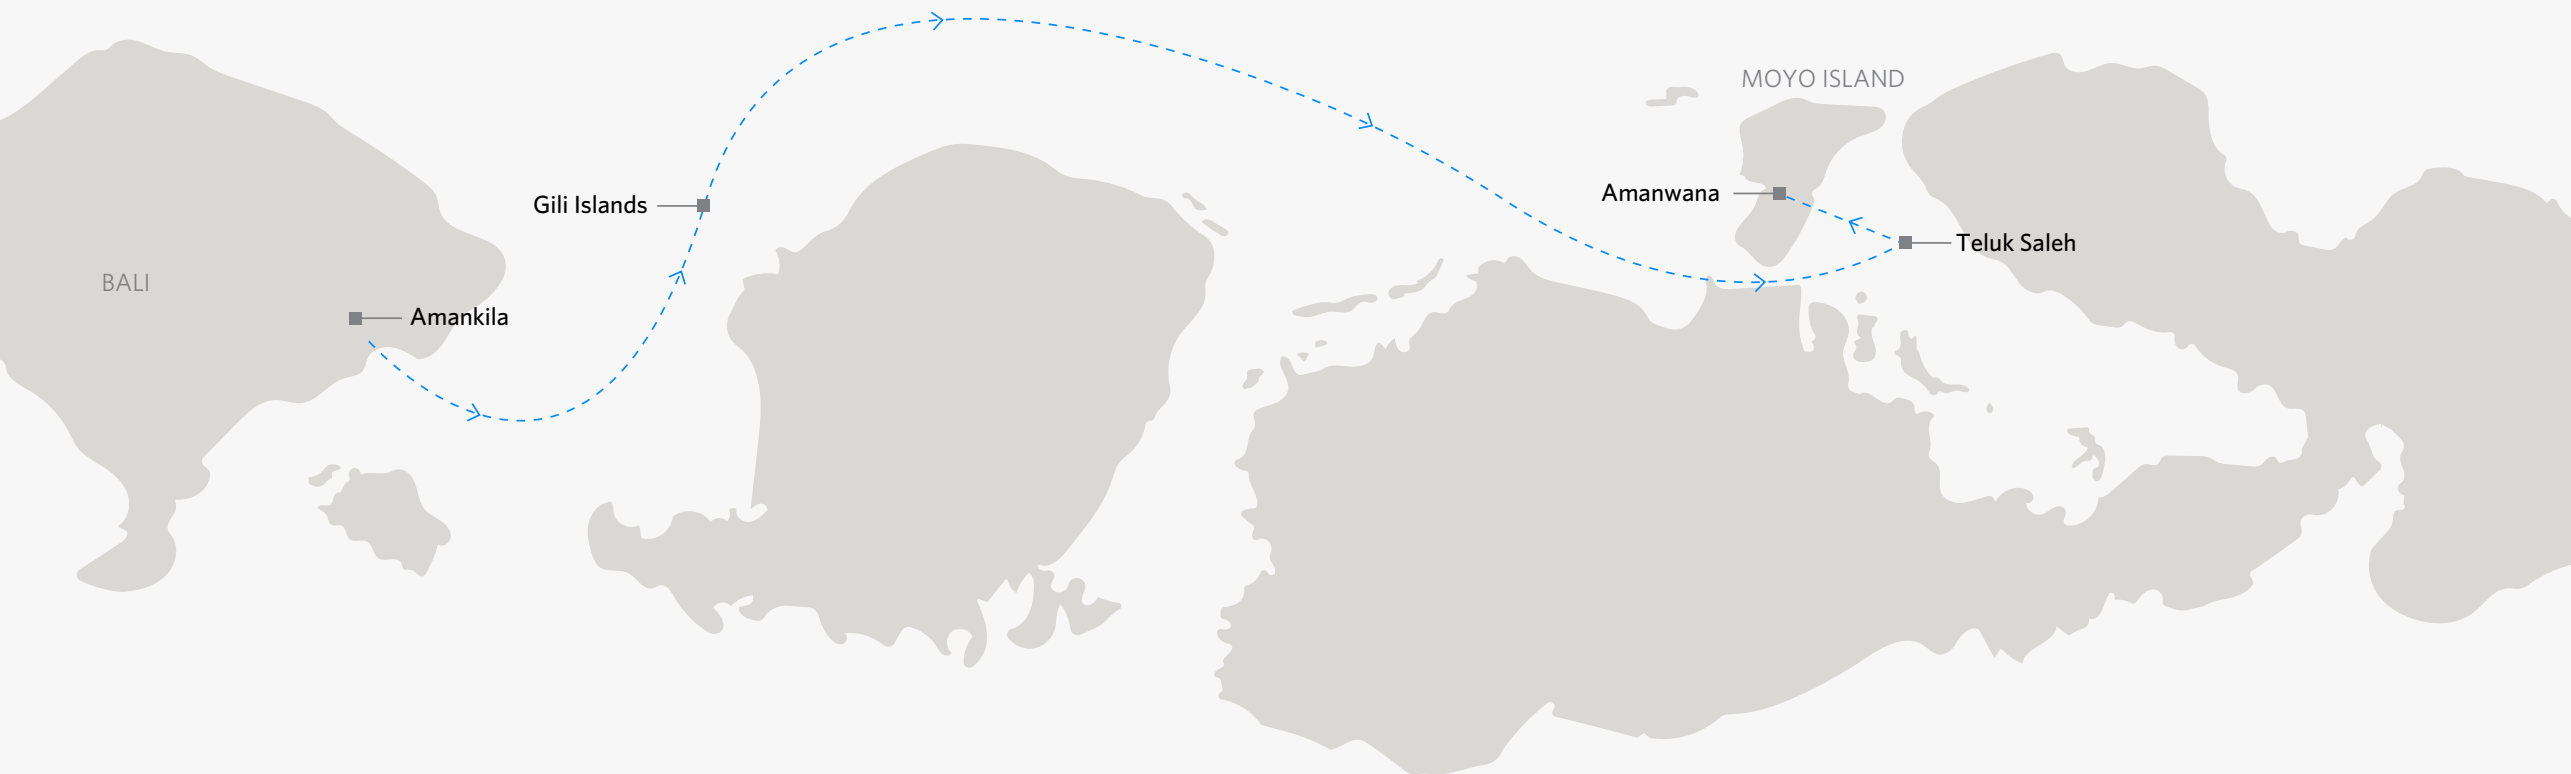 MOYO ISLAND
Amanwana
Gili Islands
Teluk Saleh
BALI
Amankila